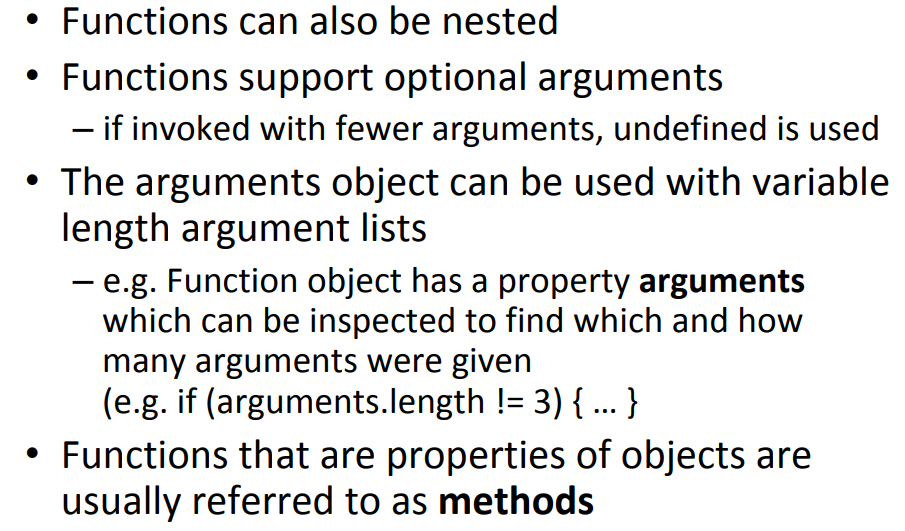 • Functions can also be nested
• Functions support optional arguments
– if invoked with fewer arguments, undefined is used
• The arguments object can be used with variable
length argument lists
– e.g. Function object has a property arguments
which can be inspected to find which and how
many arguments were given
(e.g. if (arguments.length != 3) { ... }
• Functions that are properties of objects are
usually referred to as methods